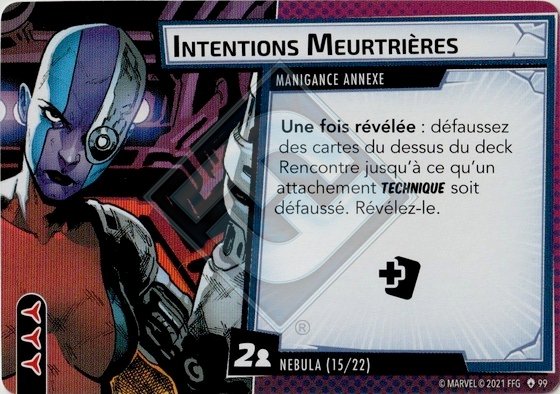 INTENTIONS MEURTRIÈRES
MANIGANCE ANNEXE
Une fois révélée : défaussez
des cartes du dessus du deck
Rencontre jusqu'à ce qu'un
attachement TECHNIQUE soit
défaussé. Révélez-le.
2
NEBULA (15/22)
© MARVEL © 2021 FFG 99